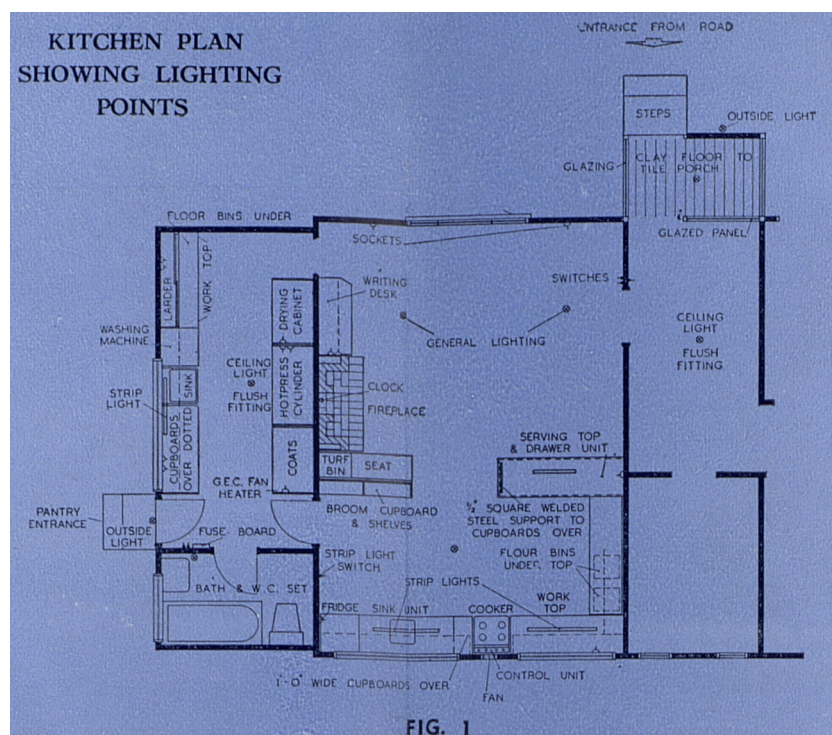 KITCHEN PLAN
SHOWING LIGHTING
POINTS
ENTRANCE FROM ROAD
STEPS
OUTSIDE LIGHT
GLAZING
CLAY FLOOR TO
TILE PORCH
GLAZED PANEL
FLOOR BINS UNDER
SOCKETS
SWITCHES
LARDER
WORK TOP
WRITING
DESK
DRYING
CABINET
WASHING
MACHINE
GENERAL LIGHTING
CEILING
LIGHT
FLUSH
FITTING
CEILING
LIGHT
FLUSH
FITTING
HOTPRESS
CYLINDER
SINK
STRIP
LIGHT
CLOCK
FIREPLACE
CUPBOARDS
OVER DOTTED
COATS
SERVING TOP
& DRAWER UNIT
TURF
BIN
SEAT
G.E.C. FAN
HEATER
PANTRY
ENTRANCE
BROOM CUPBOARD
& SHELVES
½" SQUARE WELDED
STEEL SUPPORT TO
CUPBOARDS OVER
OUTSIDE
LIGHT
FUSE BOARD
STRIP LIGHT
SWITCH
FLOUR BINS
UNDER TOP
BATH & W.C. SET
STRIP LIGHTS
FRIDGE
SINK UNIT
COOKER
WORK
TOP
1'-0" WIDE CUPBOARDS OVER
CONTROL UNIT
FAN
FIG. 1